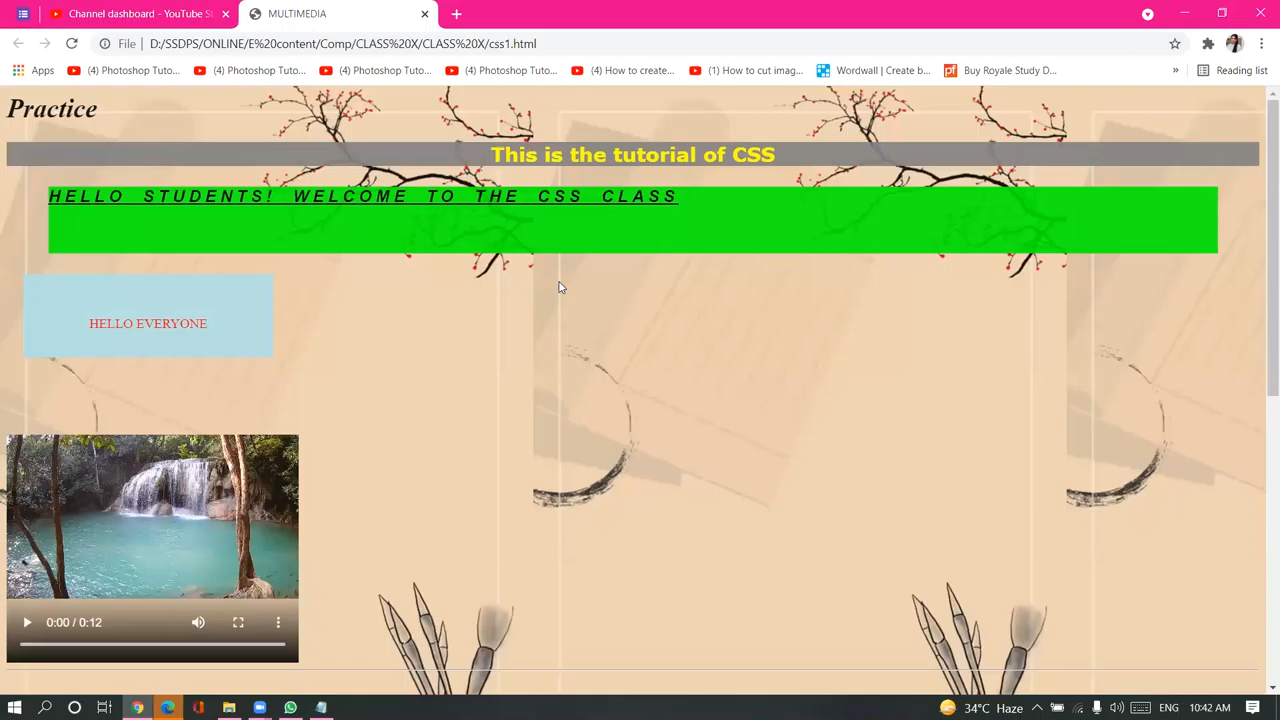 Channel dashboard - YouTube S
MULTIMEDIA
File D:/SSDPS/ONLINE/E%20content/Comp/CLASS%20X/CLASS%20X/css1.html
Apps (4) Photoshop Tuto... (4) Photoshop Tuto... (4) Photoshop Tuto... (4) Photoshop Tuto... (4) How to create... (1) How to cut imag... Wordwall | Create b... pf Buy Royale Study D... » Reading list
Practice
This is the tutorial of CSS
HELLO STUDENTS! WELCOME TO THE CSS CLASS
HELLO EVERYONE
0:00 / 0:12
34°C Haze ENG 10:42 AM